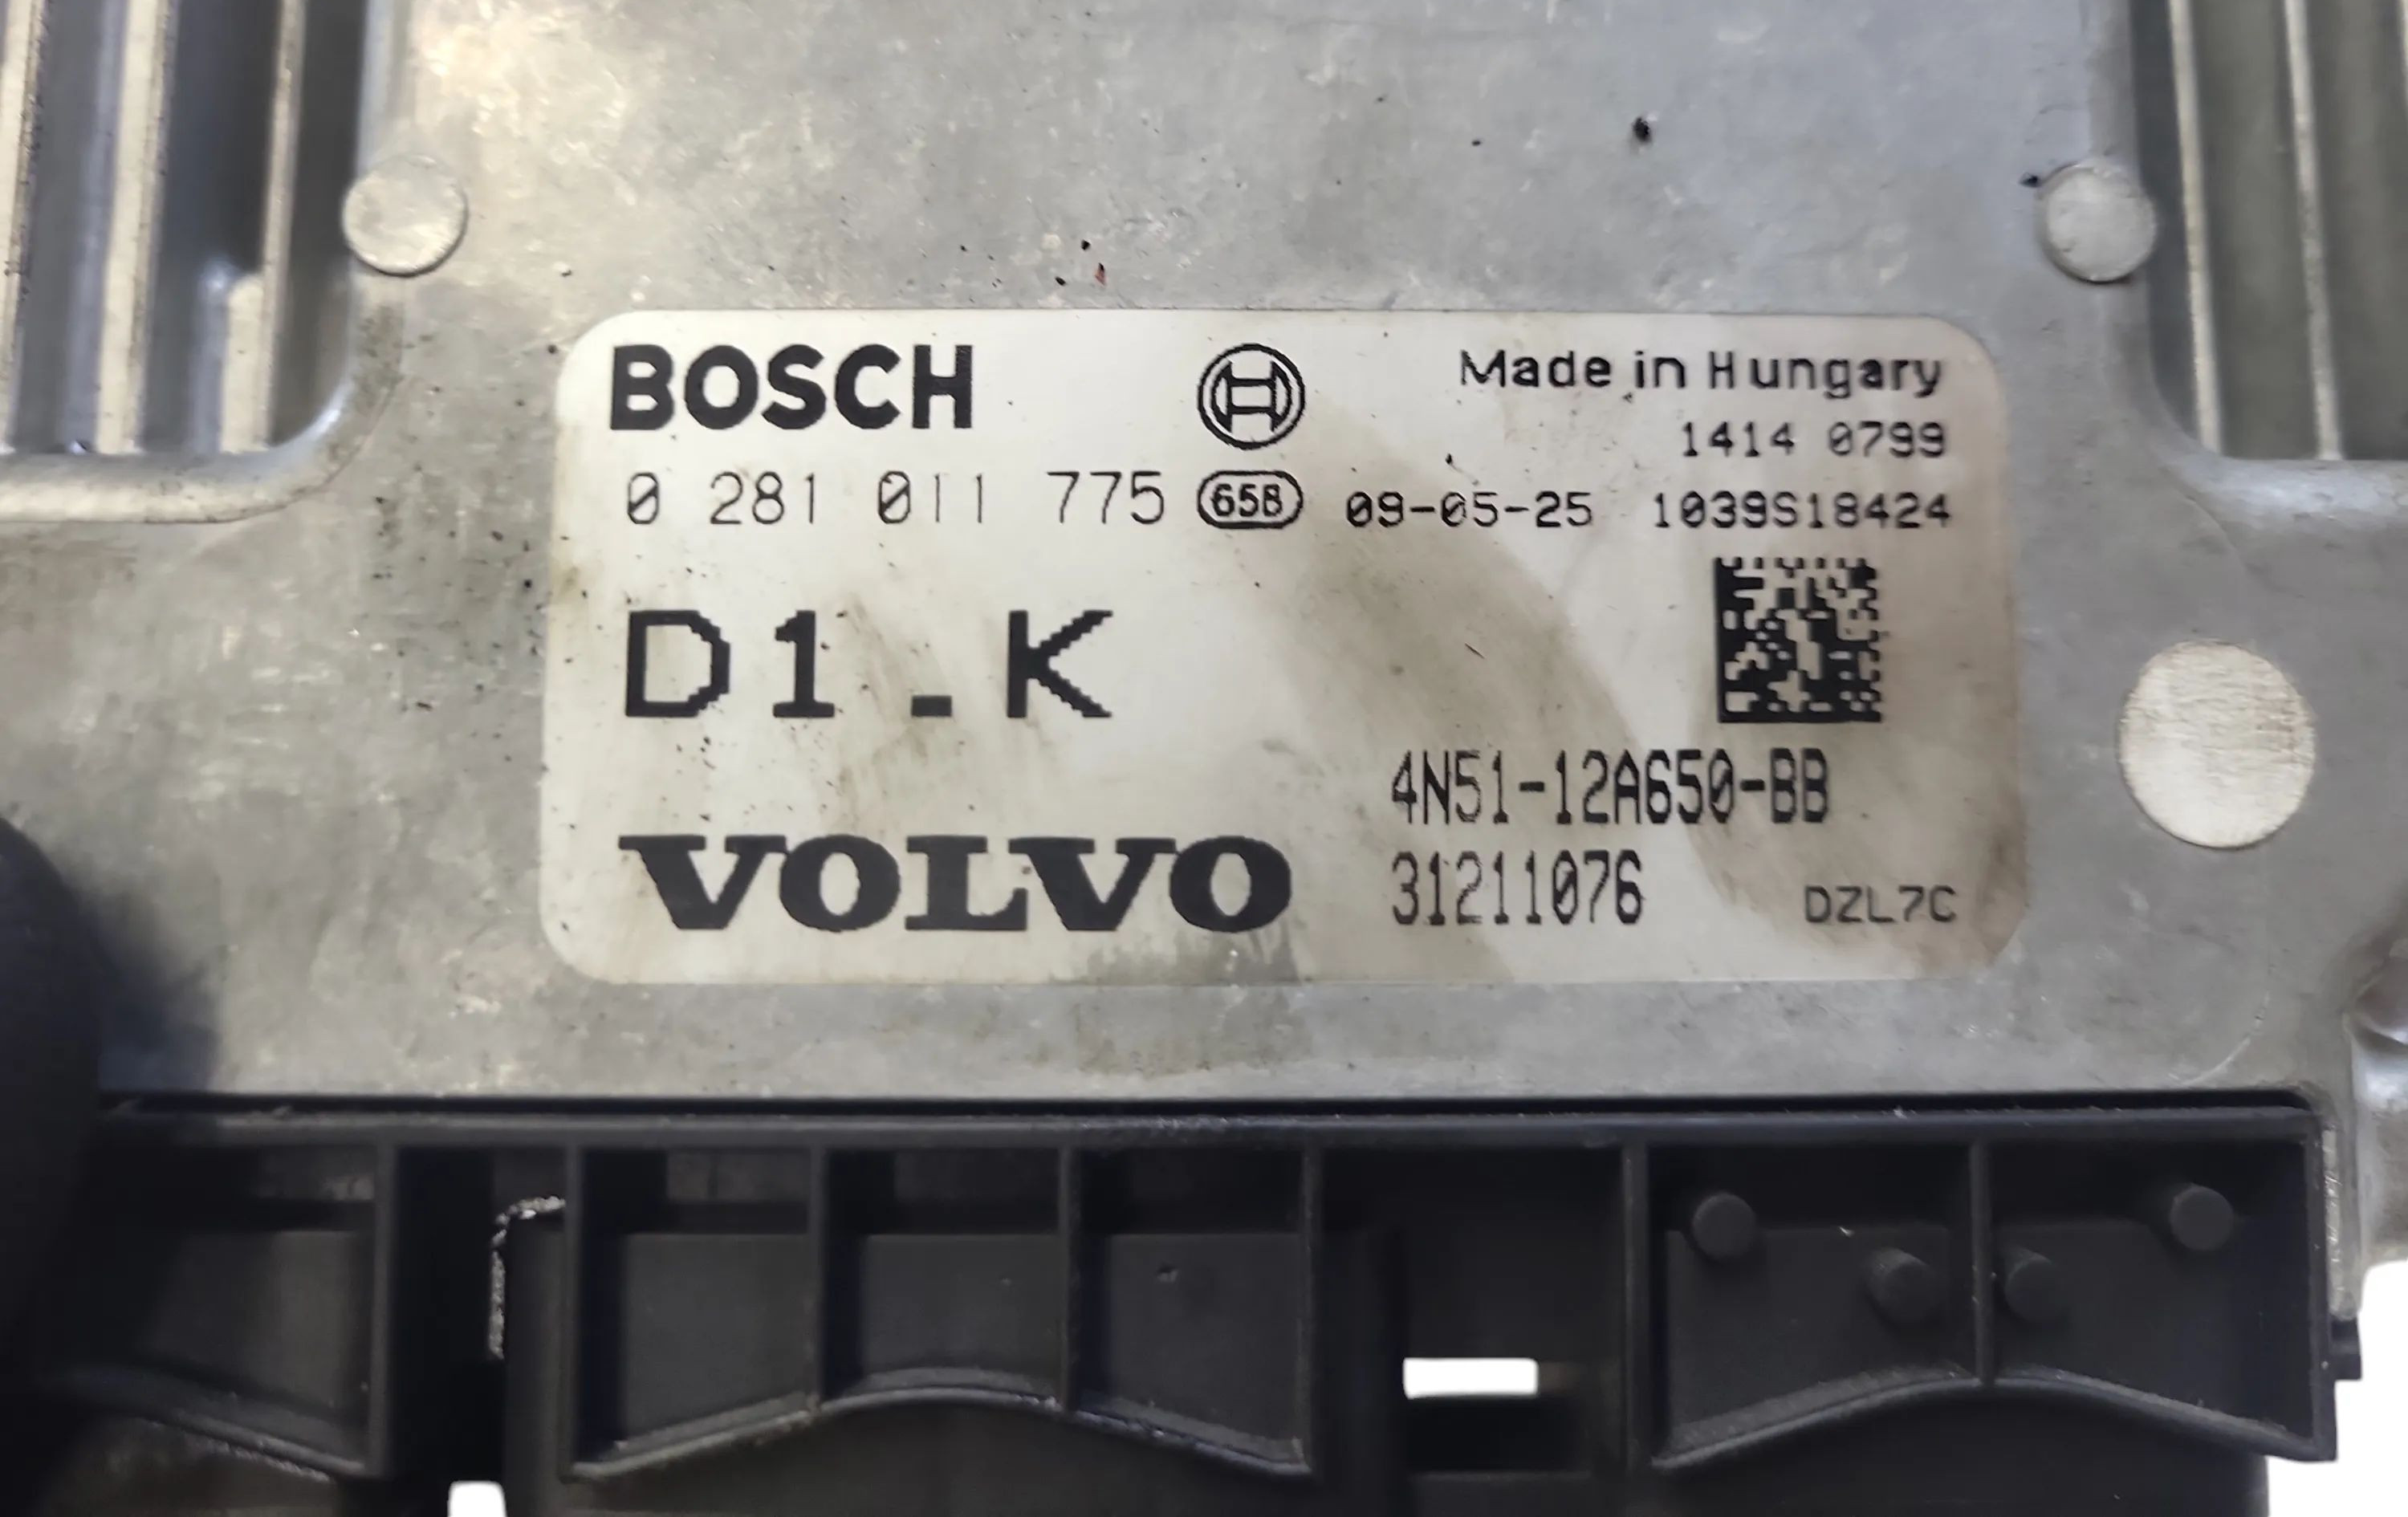 BOSCH
Made in Hungary
1414 0799
0 281 011 775 65B 09-05-25 1039S18424
D1.K
4N51-12A650-BB
VOLVO 31211076 DZL7C